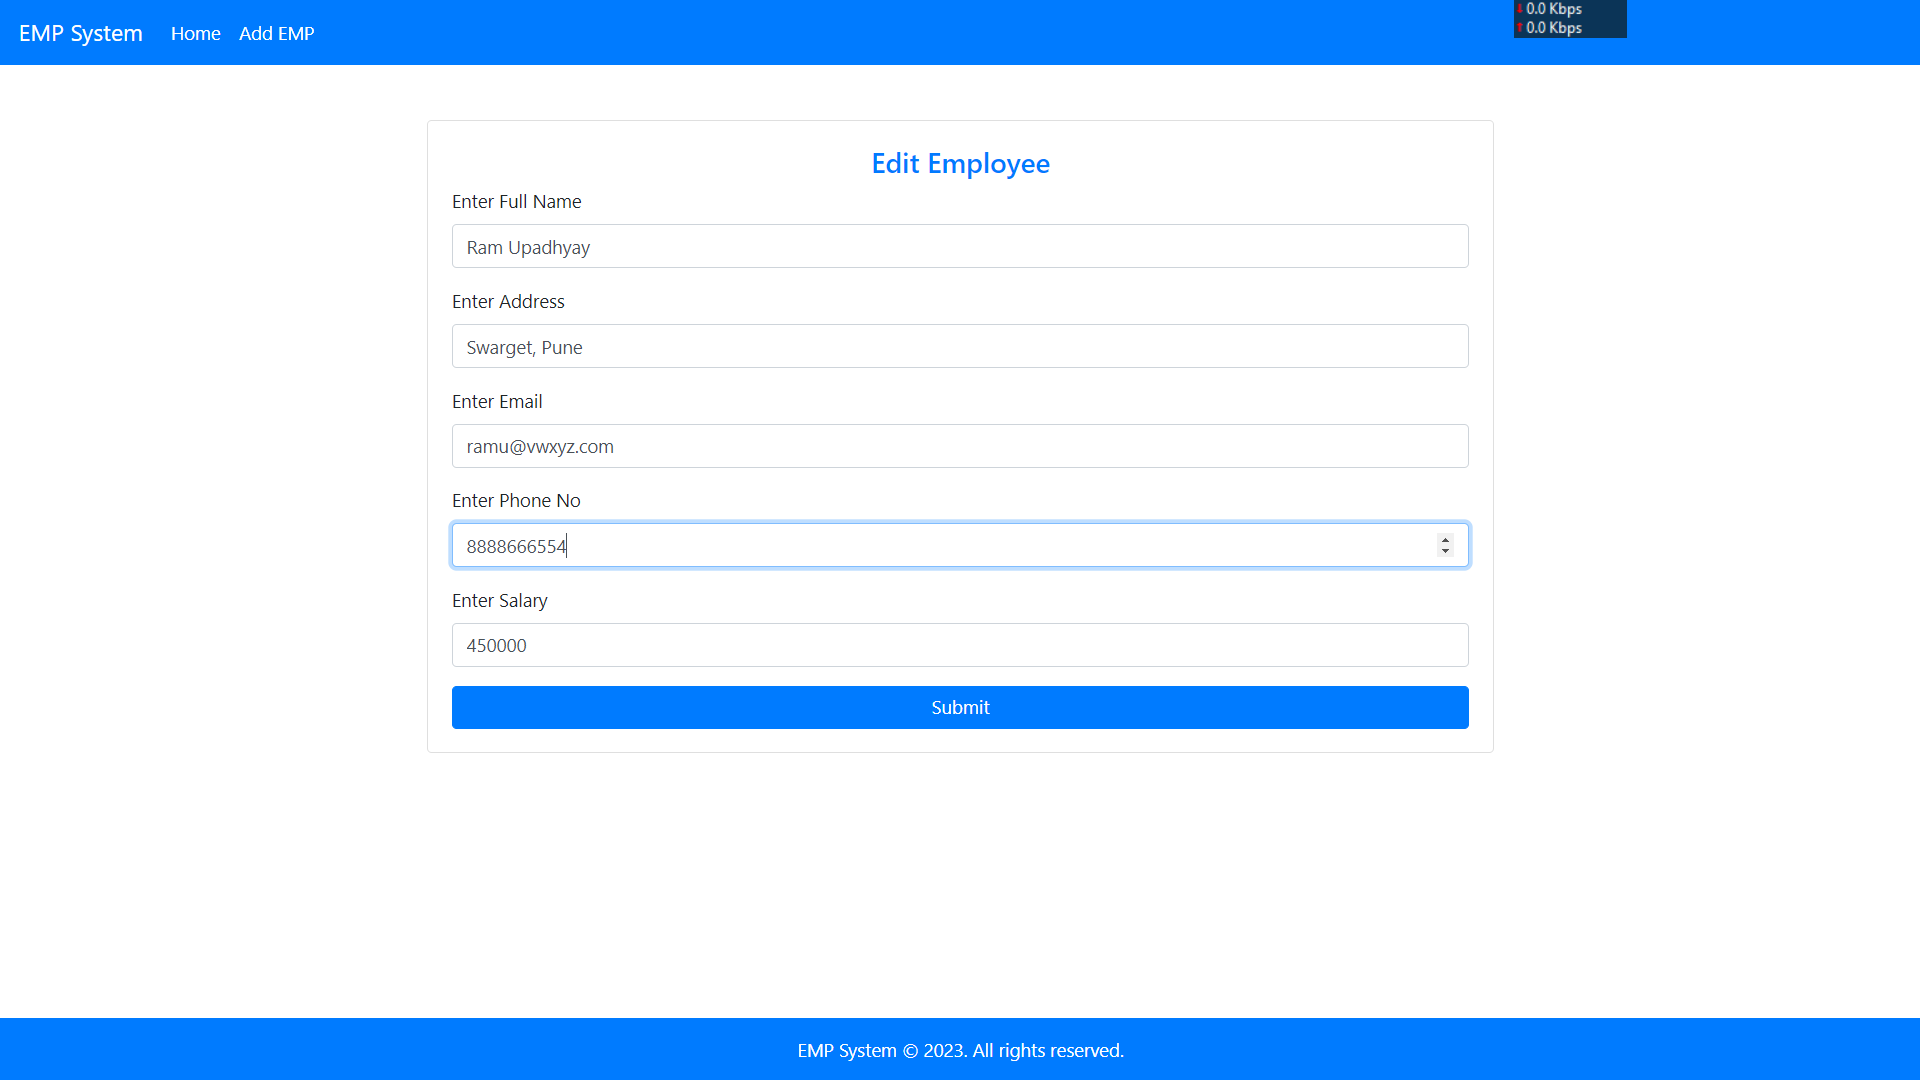 EMP System Home Add EMP
0.0 Kbps
0.0 Kbps
Edit Employee
Enter Full Name
Ram Upadhyay
Enter Address
Swarget, Pune
Enter Email
ramu@vwxyz.com
Enter Phone No
8888666554
Enter Salary
450000
Submit
EMP System © 2023. All rights reserved.